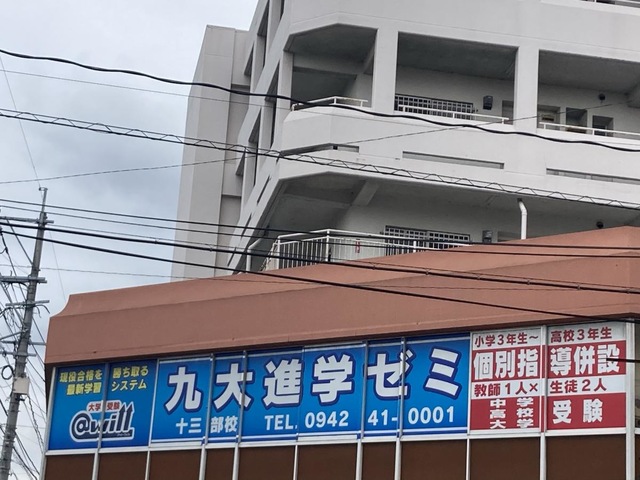 現役合格を 勝ち取る
最新学習 システム
大学受験
@will
九大進学ゼミ
十三部校 TEL. 0942 41-0001
小学3年生~高校3年生
個別指導併設
教師1人×生徒2人
中学
高校
大学
受験